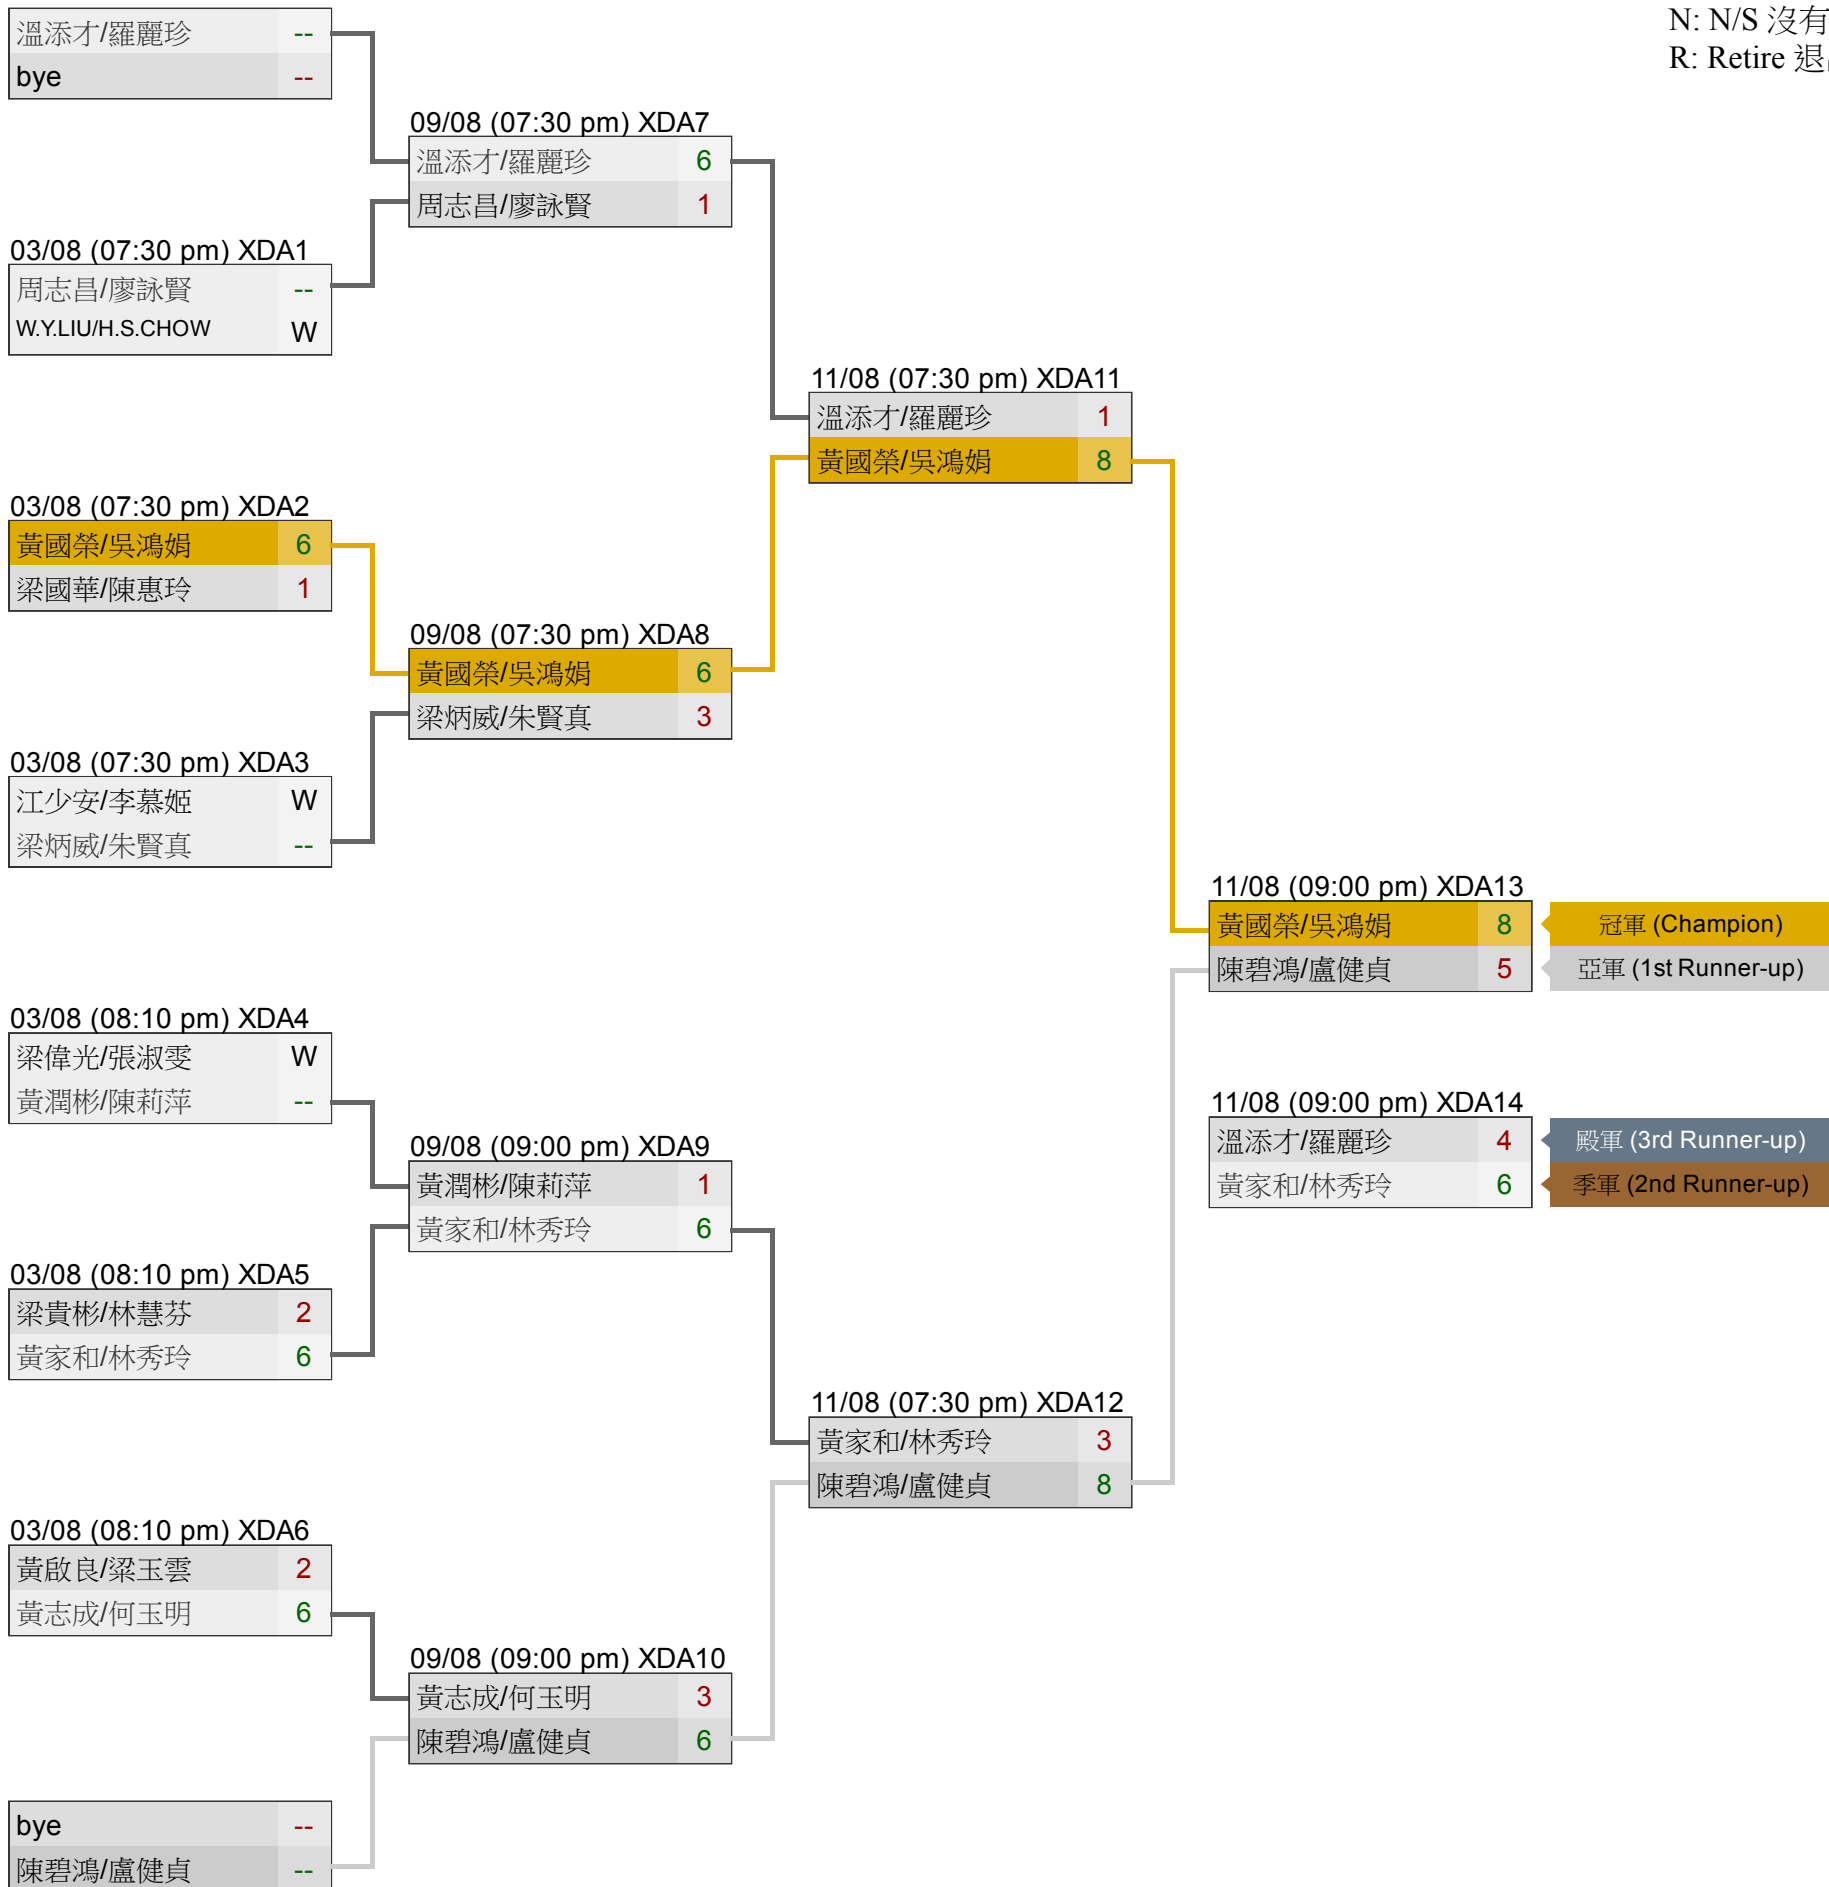 N: N/S 沒有
R: Retire 退
溫添才/羅麗珍 --
bye --
09/08 (07:30 pm) XDA7
溫添才/羅麗珍 6
周志昌/廖詠賢 1
03/08 (07:30 pm) XDA1
周志昌/廖詠賢 --
W.Y.LIU/H.S.CHOW W
11/08 (07:30 pm) XDA11
溫添才/羅麗珍 1
黃國榮/吳鴻娟 8
03/08 (07:30 pm) XDA2
黃國榮/吳鴻娟 6
梁國華/陳惠玲 1
09/08 (07:30 pm) XDA8
黃國榮/吳鴻娟 6
梁炳威/朱賢真 3
03/08 (07:30 pm) XDA3
江少安/李慕姬 W
梁炳威/朱賢真 --
11/08 (09:00 pm) XDA13
黃國榮/吳鴻娟 8 冠軍 (Champion)
陳碧鴻/盧健貞 5 亞軍 (1st Runner-up)
03/08 (08:10 pm) XDA4
梁偉光/張淑雯 W
黃潤彬/陳莉萍 --
11/08 (09:00 pm) XDA14
溫添才/羅麗珍 4 殿軍 (3rd Runner-up)
黃家和/林秀玲 6 季軍 (2nd Runner-up)
09/08 (09:00 pm) XDA9
黃潤彬/陳莉萍 1
黃家和/林秀玲 6
03/08 (08:10 pm) XDA5
梁貴彬/林慧芬 2
黃家和/林秀玲 6
11/08 (07:30 pm) XDA12
黃家和/林秀玲 3
陳碧鴻/盧健貞 8
03/08 (08:10 pm) XDA6
黃啟良/梁玉雲 2
黃志成/何玉明 6
09/08 (09:00 pm) XDA10
黃志成/何玉明 3
陳碧鴻/盧健貞 6
bye --
陳碧鴻/盧健貞 --